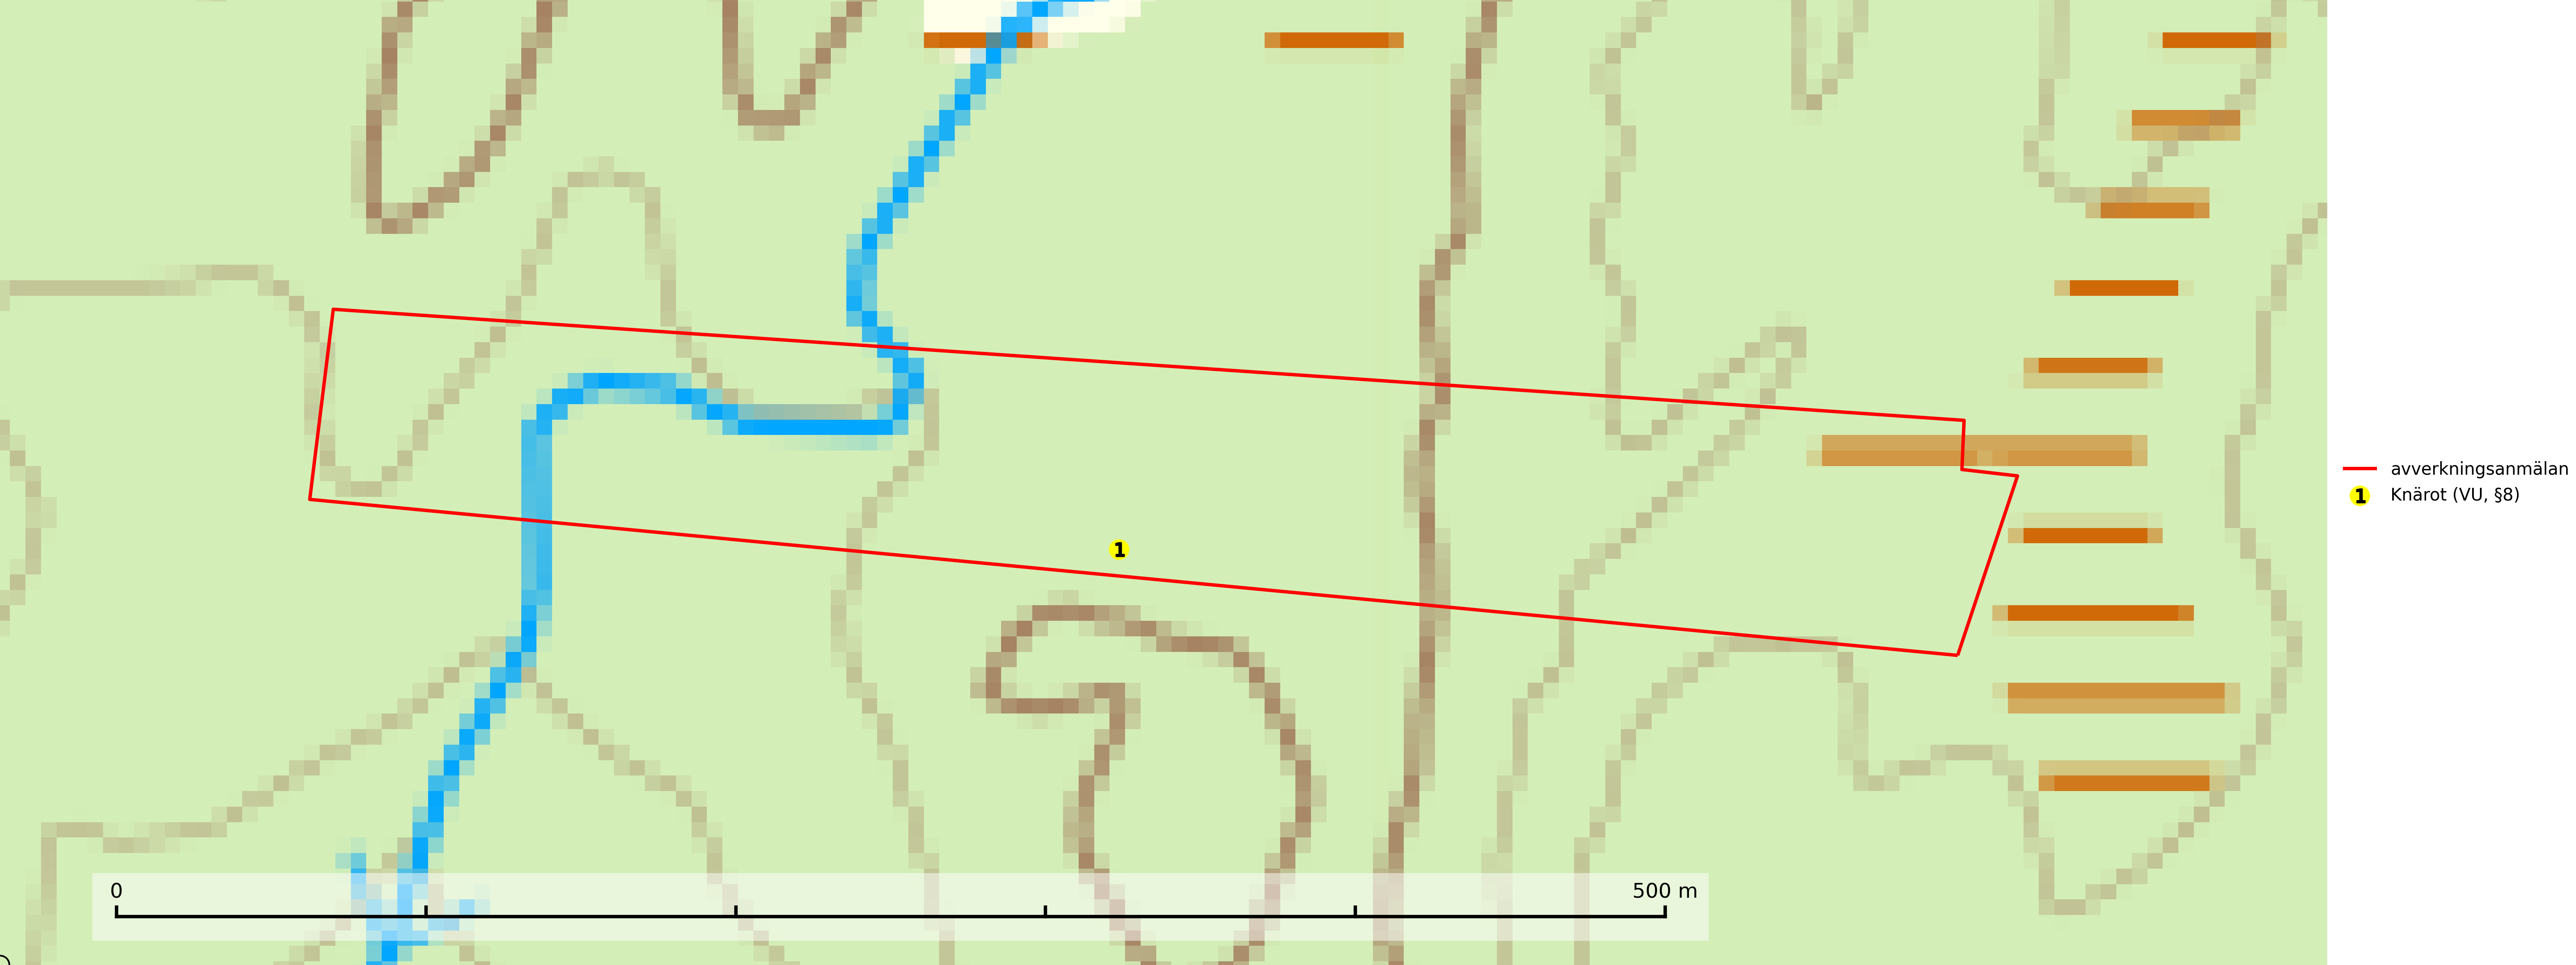 avverkningsanmälan
1 Knärot (VU, §8)
1
0 500 m